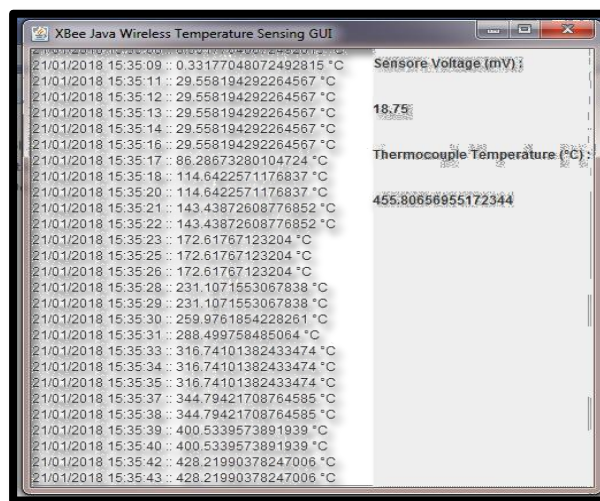 XBee Java Wireless Temperature Sensing GUI
21/01/2018 15:35:09 :: 0.33177048072492815 °C
21/01/2018 15:35:11 :: 29.558194292264567 °C
21/01/2018 15:35:12 :: 29.558194292264567 °C
21/01/2018 15:35:13 :: 29.558194292264567 °C
21/01/2018 15:35:14 :: 29.558194292264567 °C
21/01/2018 15:35:16 :: 29.558194292264567 °C
21/01/2018 15:35:17 :: 86.28673280104724 °C
21/01/2018 15:35:18 :: 114.6422571176837 °C
21/01/2018 15:35:20 :: 114.6422571176837 °C
21/01/2018 15:35:21 :: 143.43872608776852 °C
21/01/2018 15:35:22 :: 143.43872608776852 °C
21/01/2018 15:35:23 :: 172.61767123204 °C
21/01/2018 15:35:25 :: 172.61767123204 °C
21/01/2018 15:35:26 :: 172.61767123204 °C
21/01/2018 15:35:28 :: 231.1071553067838 °C
21/01/2018 15:35:29 :: 231.1071553067838 °C
21/01/2018 15:35:30 :: 259.9761854228261 °C
21/01/2018 15:35:31 :: 288.499758485064 °C
21/01/2018 15:35:33 :: 316.74101382433474 °C
21/01/2018 15:35:34 :: 316.74101382433474 °C
21/01/2018 15:35:35 :: 316.74101382433474 °C
21/01/2018 15:35:37 :: 344.79421708764585 °C
21/01/2018 15:35:38 :: 344.79421708764585 °C
21/01/2018 15:35:39 :: 400.5339573891939 °C
21/01/2018 15:35:40 :: 400.5339573891939 °C
21/01/2018 15:35:42 :: 428.21990378247006 °C
21/01/2018 15:35:43 :: 428.21990378247006 °C
Sensore Voltage (mV) :
18.75
Thermocouple Temperature (°C) :
455.80656955172344